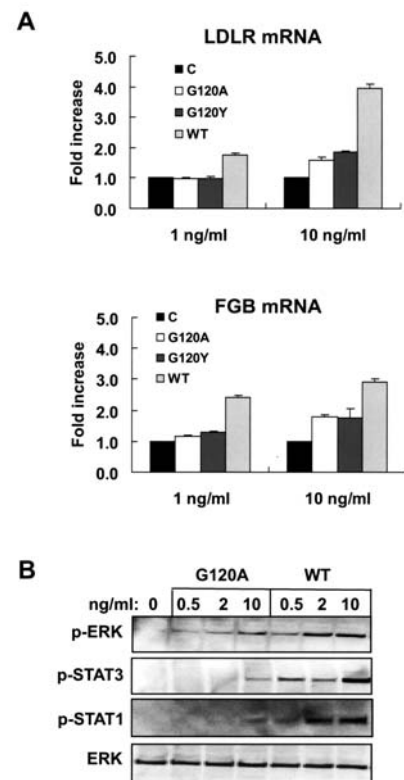 A
LDLR mRNA
Fold increase
5.0
4.0
3.0
2.0
1.0
0.0
C
G120A
G120Y
WT
1 ng/ml
10 ng/ml
FGB mRNA
Fold increase
5.0
4.0
3.0
2.0
1.0
0.0
C
G120A
G120Y
WT
1 ng/ml
10 ng/ml
B
G120A WT
ng/ml: 0 0.5 2 10 0.5 2 10
p-ERK
p-STAT3
p-STAT1
ERK